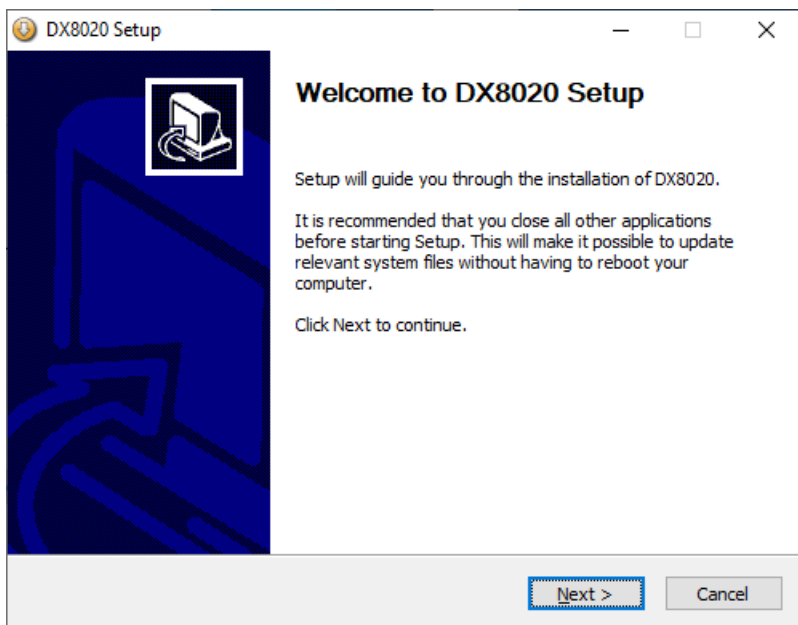 DX8020 Setup
Welcome to DX8020 Setup
Setup will guide you through the installation of DX8020.
It is recommended that you close all other applications
before starting Setup. This will make it possible to update
relevant system files without having to reboot your
computer.
Click Next to continue.
Next >
Cancel